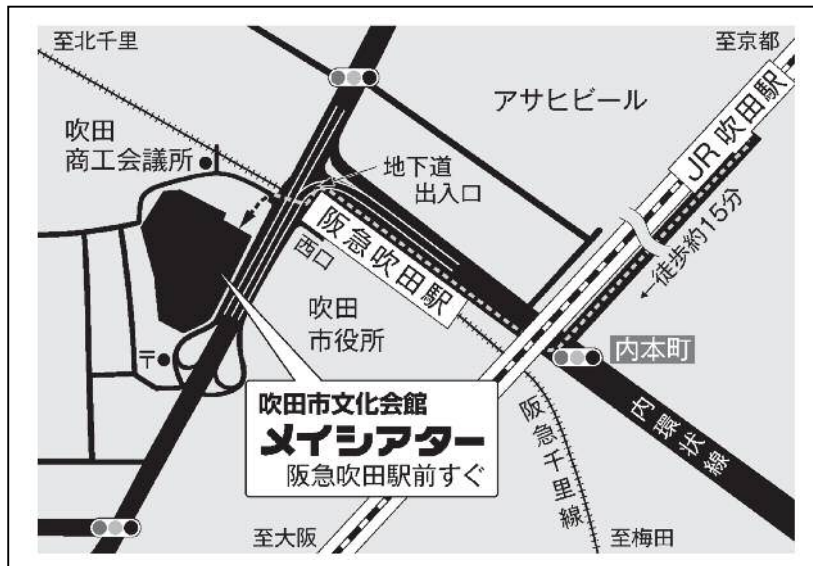 至北千里
至京都
アサヒビール
吹田
商工会議所
地下道
出入口
JR吹田駅
←徒歩約15分
阪急吹田駅
西口
吹田
市役所
〒
内本町
吹田市文化会館
メイシアター
阪急吹田駅前すぐ
内環状線
阪急千里線
至大阪
至梅田